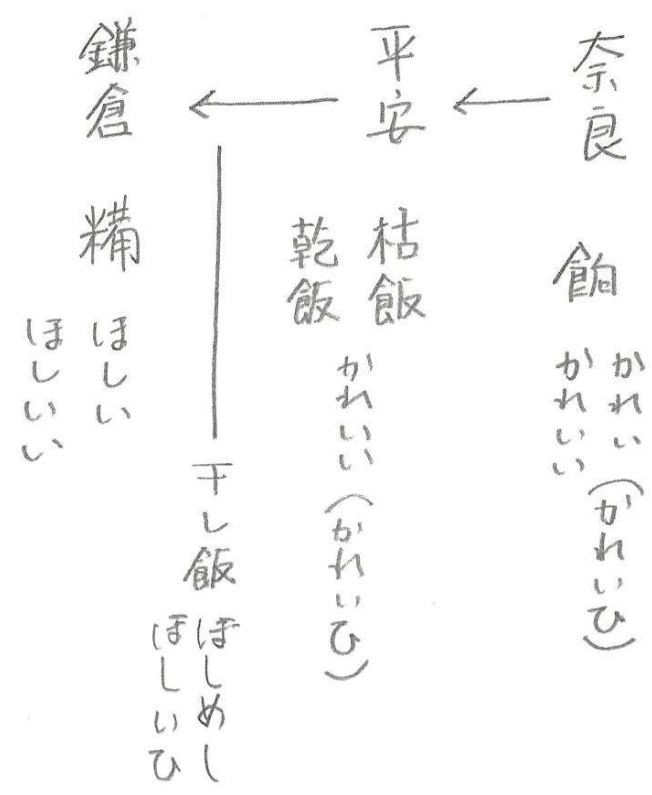 奈良
餉
かれい(かれいひ)
かれいい
平安
枯飯
乾飯
かれいい(かれいひ)
干し飯
ほしめし
ほしいひ
鎌倉
糒
ほしい
ほしいい